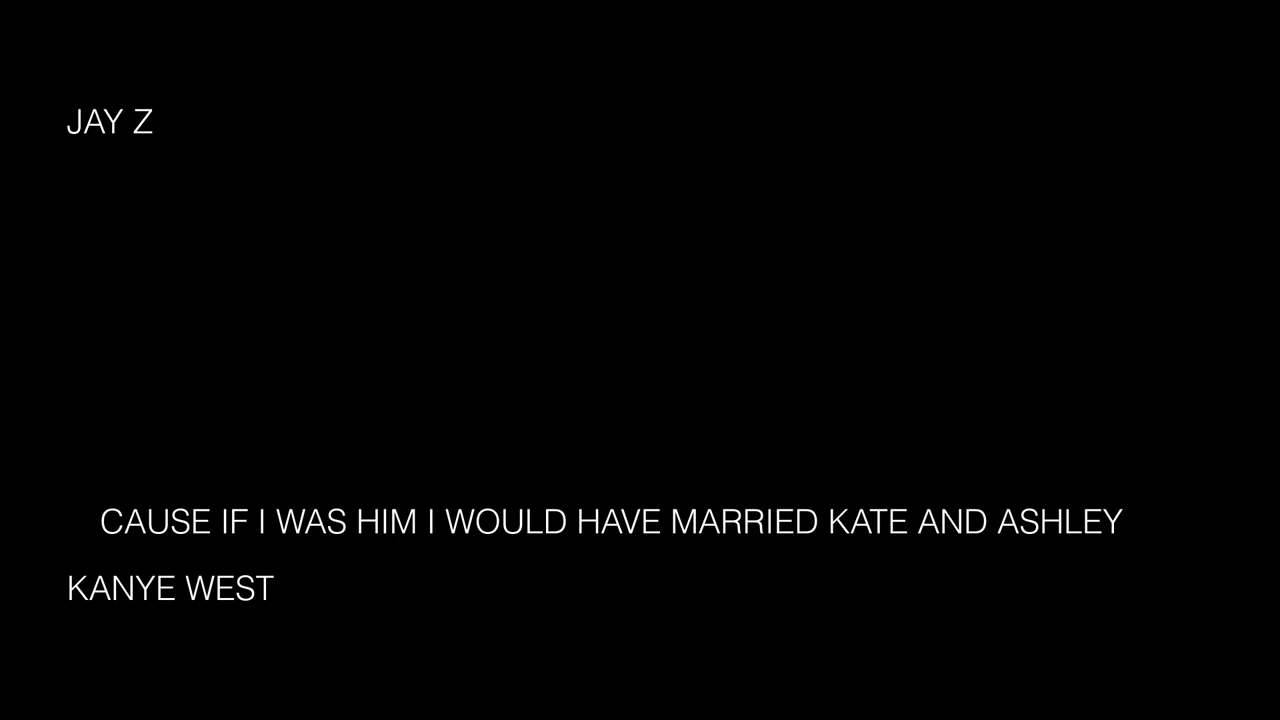 JAY Z
CAUSE IF I WAS HIM I WOULD HAVE MARRIED KATE AND ASHLEY
KANYE WEST